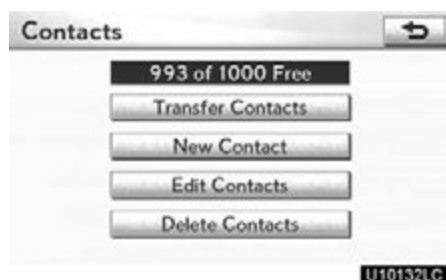 Contacts
993 of 1000 Free
Transfer Contacts
New Contact
Edit Contacts
Delete Contacts
U10132LC